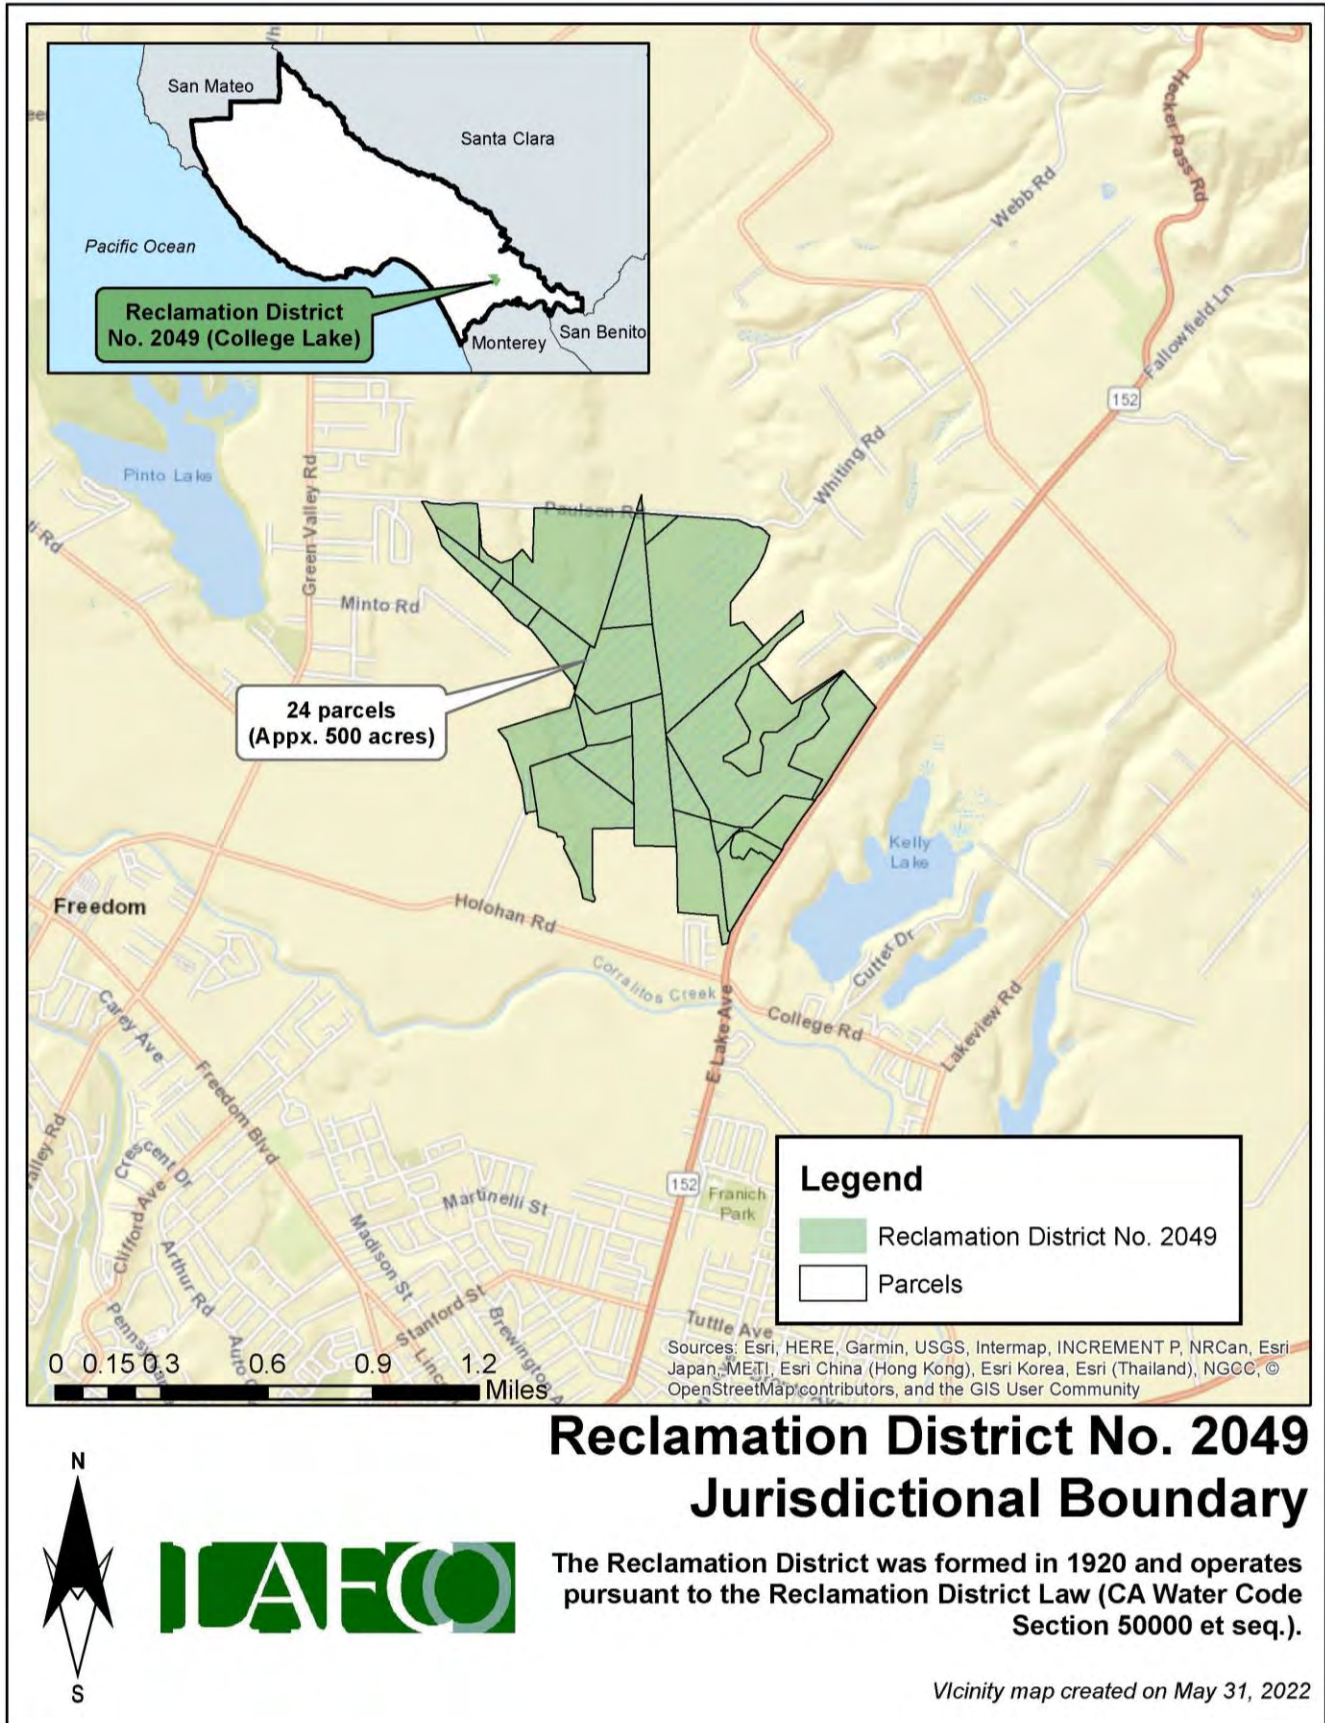 San Mateo
Santa Clara
Pacific Ocean
Reclamation District
No. 2049 (College Lake)
Monterey
San Benito
Hecker Pass Rd
Webb Rd
Fallowfield Ln
152
Whiting Rd
Pinto Lake
Green Valley Rd
Paulsen Rd
Minto Rd
24 parcels
(Appx. 500 acres)
Kelly
Lake
Freedom
Holohan Rd
Corralitos Creek
Cutter Dr
College Rd
Lakeview Rd
E Lake Ave
Carey Ave
Freedom Blvd
Valley Rd
Crescent Dr
Clifford Ave
Arthur Rd
Madison St
Martinelli St
152
Franich
Park
Stanford St
Tuttle Ave
Legend
Reclamation District No. 2049
Parcels
0 0.15 0.3 0.6 0.9 1.2
Miles
Sources: Esri, HERE, Garmin, USGS, Intermap, INCREMENT P, NRCan, Esri
Japan, METI, Esri China (Hong Kong), Esri Korea, Esri (Thailand), NGCC, ©
OpenStreetMap contributors, and the GIS User Community
Reclamation District No. 2049
Jurisdictional Boundary
N
S
LAFCO
The Reclamation District was formed in 1920 and operates
pursuant to the Reclamation District Law (CA Water Code
Section 50000 et seq.).
VIcinity map created on May 31, 2022